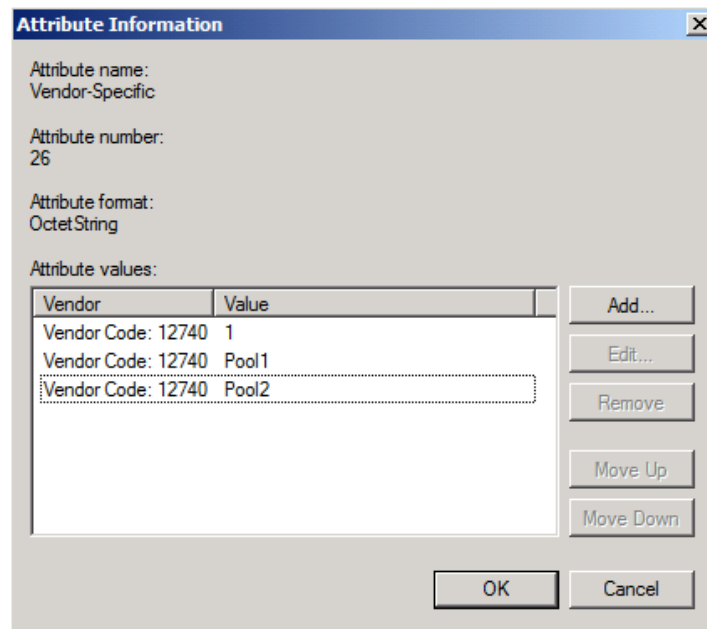 Attribute Information
Attribute name:
Vendor-Specific
Attribute number:
26
Attribute format:
OctetString
Attribute values:
Vendor Value
Vendor Code: 12740 1
Vendor Code: 12740 Pool1
Vendor Code: 12740 Pool2
Add...
Edit...
Remove
Move Up
Move Down
OK Cancel